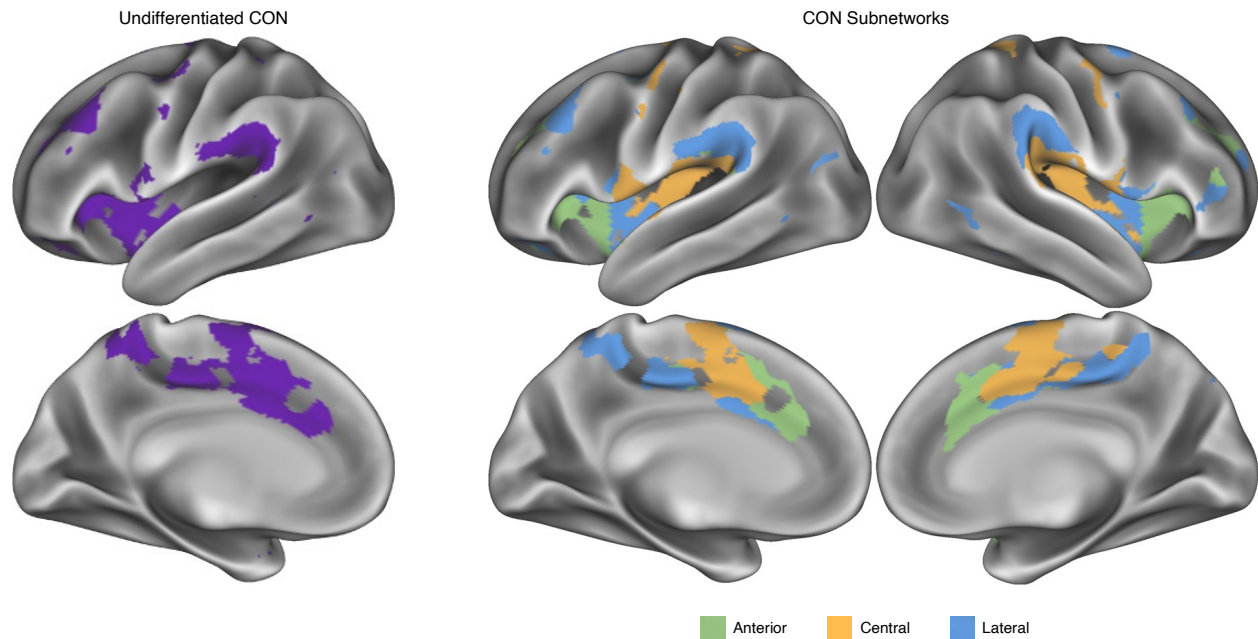 Undifferentiated CON
CON Subnetworks
Anterior
Central
Lateral